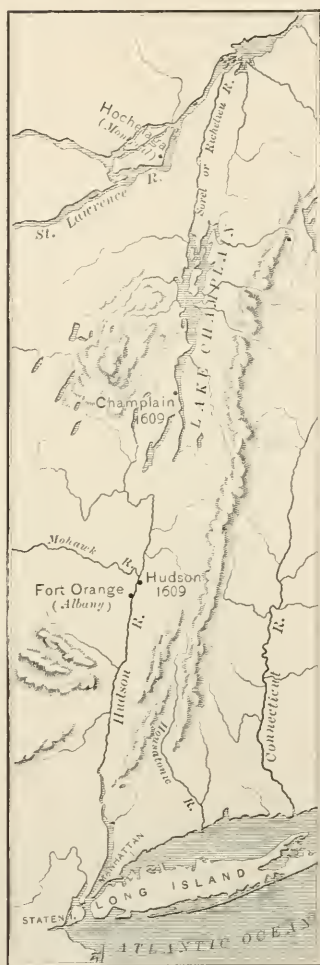 Hochelaga
(Montreal)
St. Lawrence R.
Sorel or Richelieu R.
LAKE CHAMPLAIN
Champlain
1609
Mohawk R.
Hudson
1609
Fort Orange
(Albany)
Hudson R.
Housatonic R.
Connecticut R.
MANHATTAN
LONG ISLAND
STATEN I.
ATLANTIC OCEAN